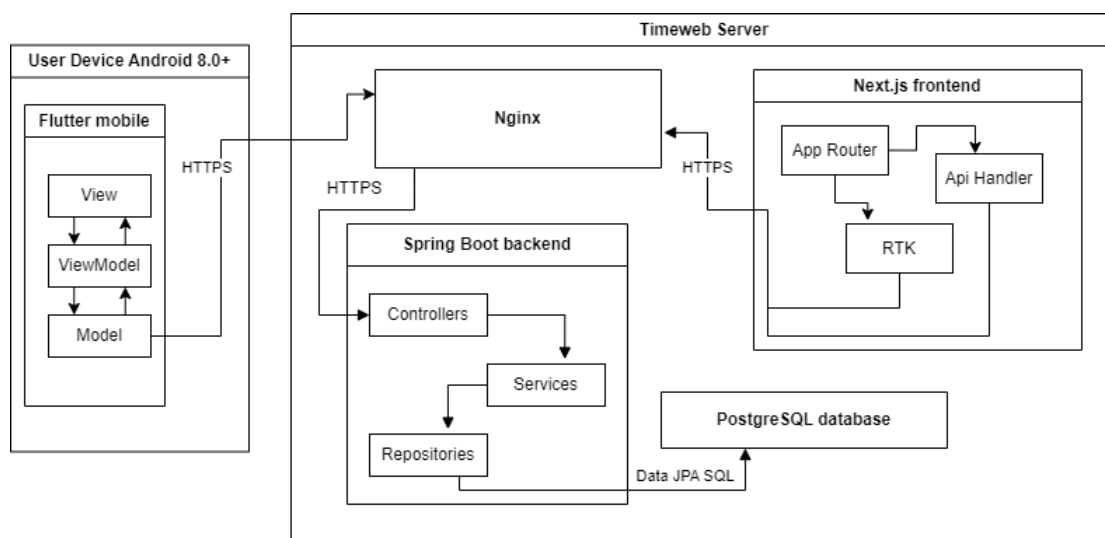 Timeweb Server
User Device Android 8.0+
Flutter mobile
View
ViewModel
Model
HTTPS
Nginx
HTTPS
HTTPS
Next.js frontend
App Router
Api Handler
RTK
Spring Boot backend
Controllers
Services
Repositories
Data JPA SQL
PostgreSQL database